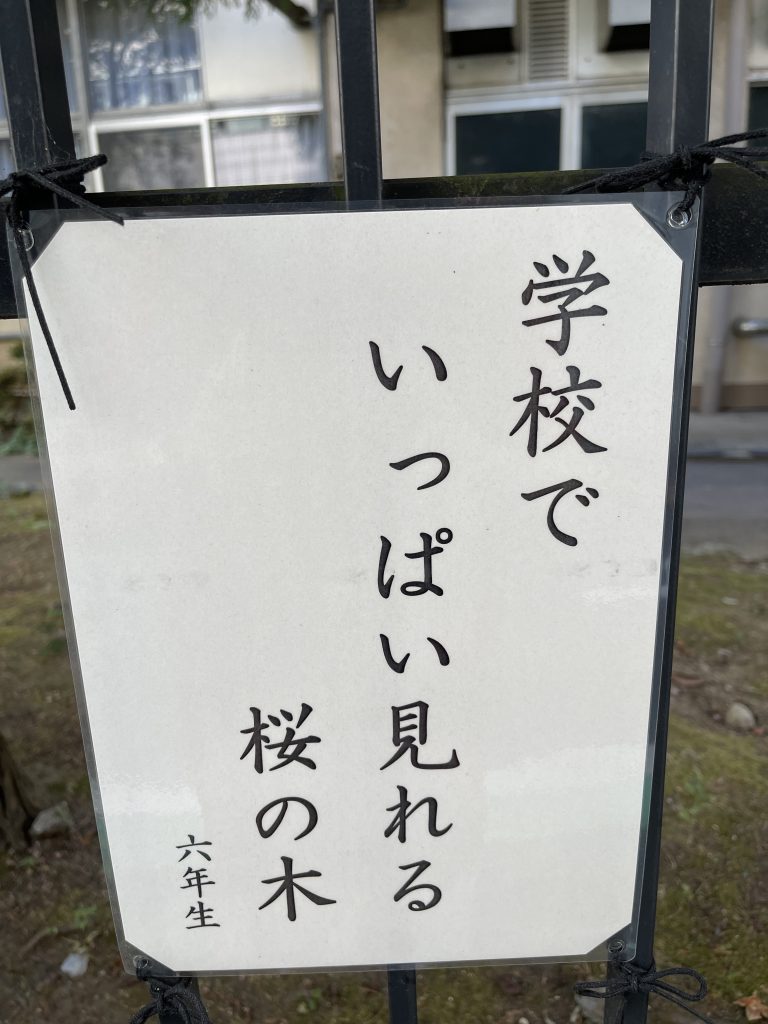 学校で
いっぱい見れる
桜の木
六年生